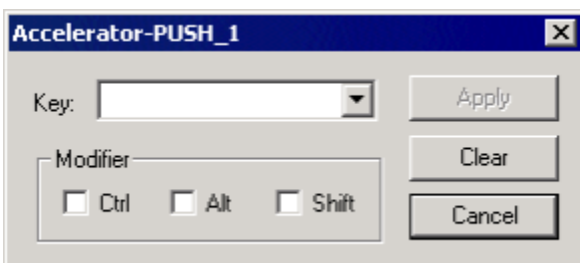 Accelerator-PUSH_1
Key:
Apply
Modifier
Clear
Ctrl Alt Shift
Cancel